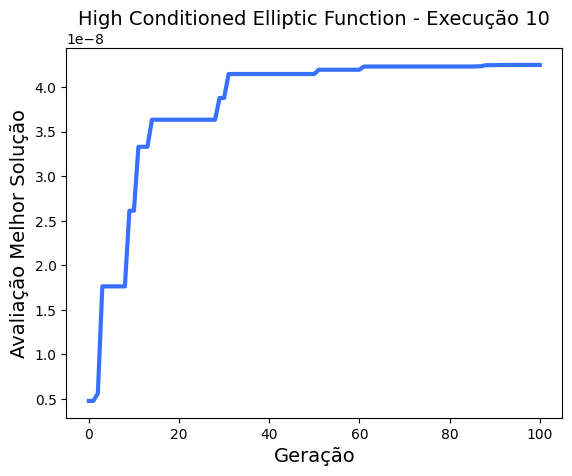 High Conditioned Elliptic Function - Execução 10
1e−8
Avaliação Melhor Solução
4.0
3.5
3.0
2.5
2.0
1.5
1.0
0.5
0 20 40 60 80 100
Geração